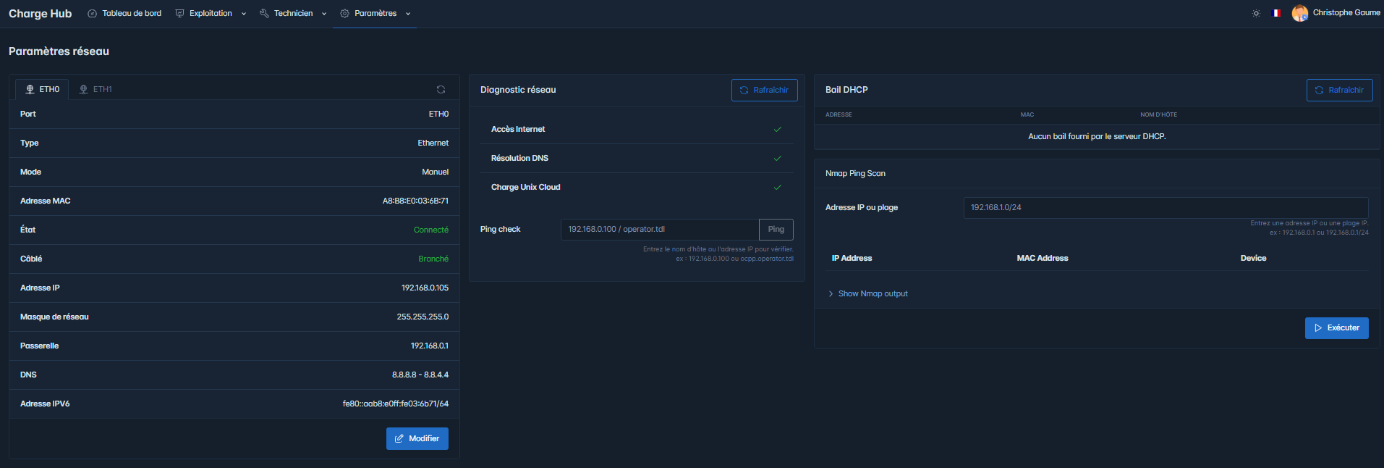 Charge Hub Tableau de bord Exploitation Technicien Paramètres Christophe Goume
Paramètres réseau
ETH0 ETH1
Port ETH0
Type Ethernet
Mode Manuel
Adresse MAC A8:B8:E0:03:6B:71
État Connecté
Câblé Branché
Adresse IP 192.168.0.105
Masque de réseau 255.255.255.0
Passerelle 192.168.0.1
DNS 8.8.8.8 - 8.8.4.4
Adresse IPV6 fe80::aab8:e0ff:fe03:6b71/64
Modifier
Diagnostic réseau Rafraîchir
Accès Internet
Résolution DNS
Charge Unix Cloud
Ping check 192.168.0.100 / operator.tdl Ping
Entrez le nom d'hôte ou l'adresse IP pour vérifier.
ex : 192.168.0.100 ou ocpp.operator.tdl
Bail DHCP Rafraîchir
ADRESSE MAC NOM D'HÔTE
Aucun bail fourni par le serveur DHCP.
Nmap Ping Scan
Adresse IP ou plage 192.168.1.0/24
Entrez une adresse IP ou une plage IP.
ex : 192.168.0.1 ou 192.168.0.1/24
IP Address MAC Address Device
Show Nmap output
Exécuter